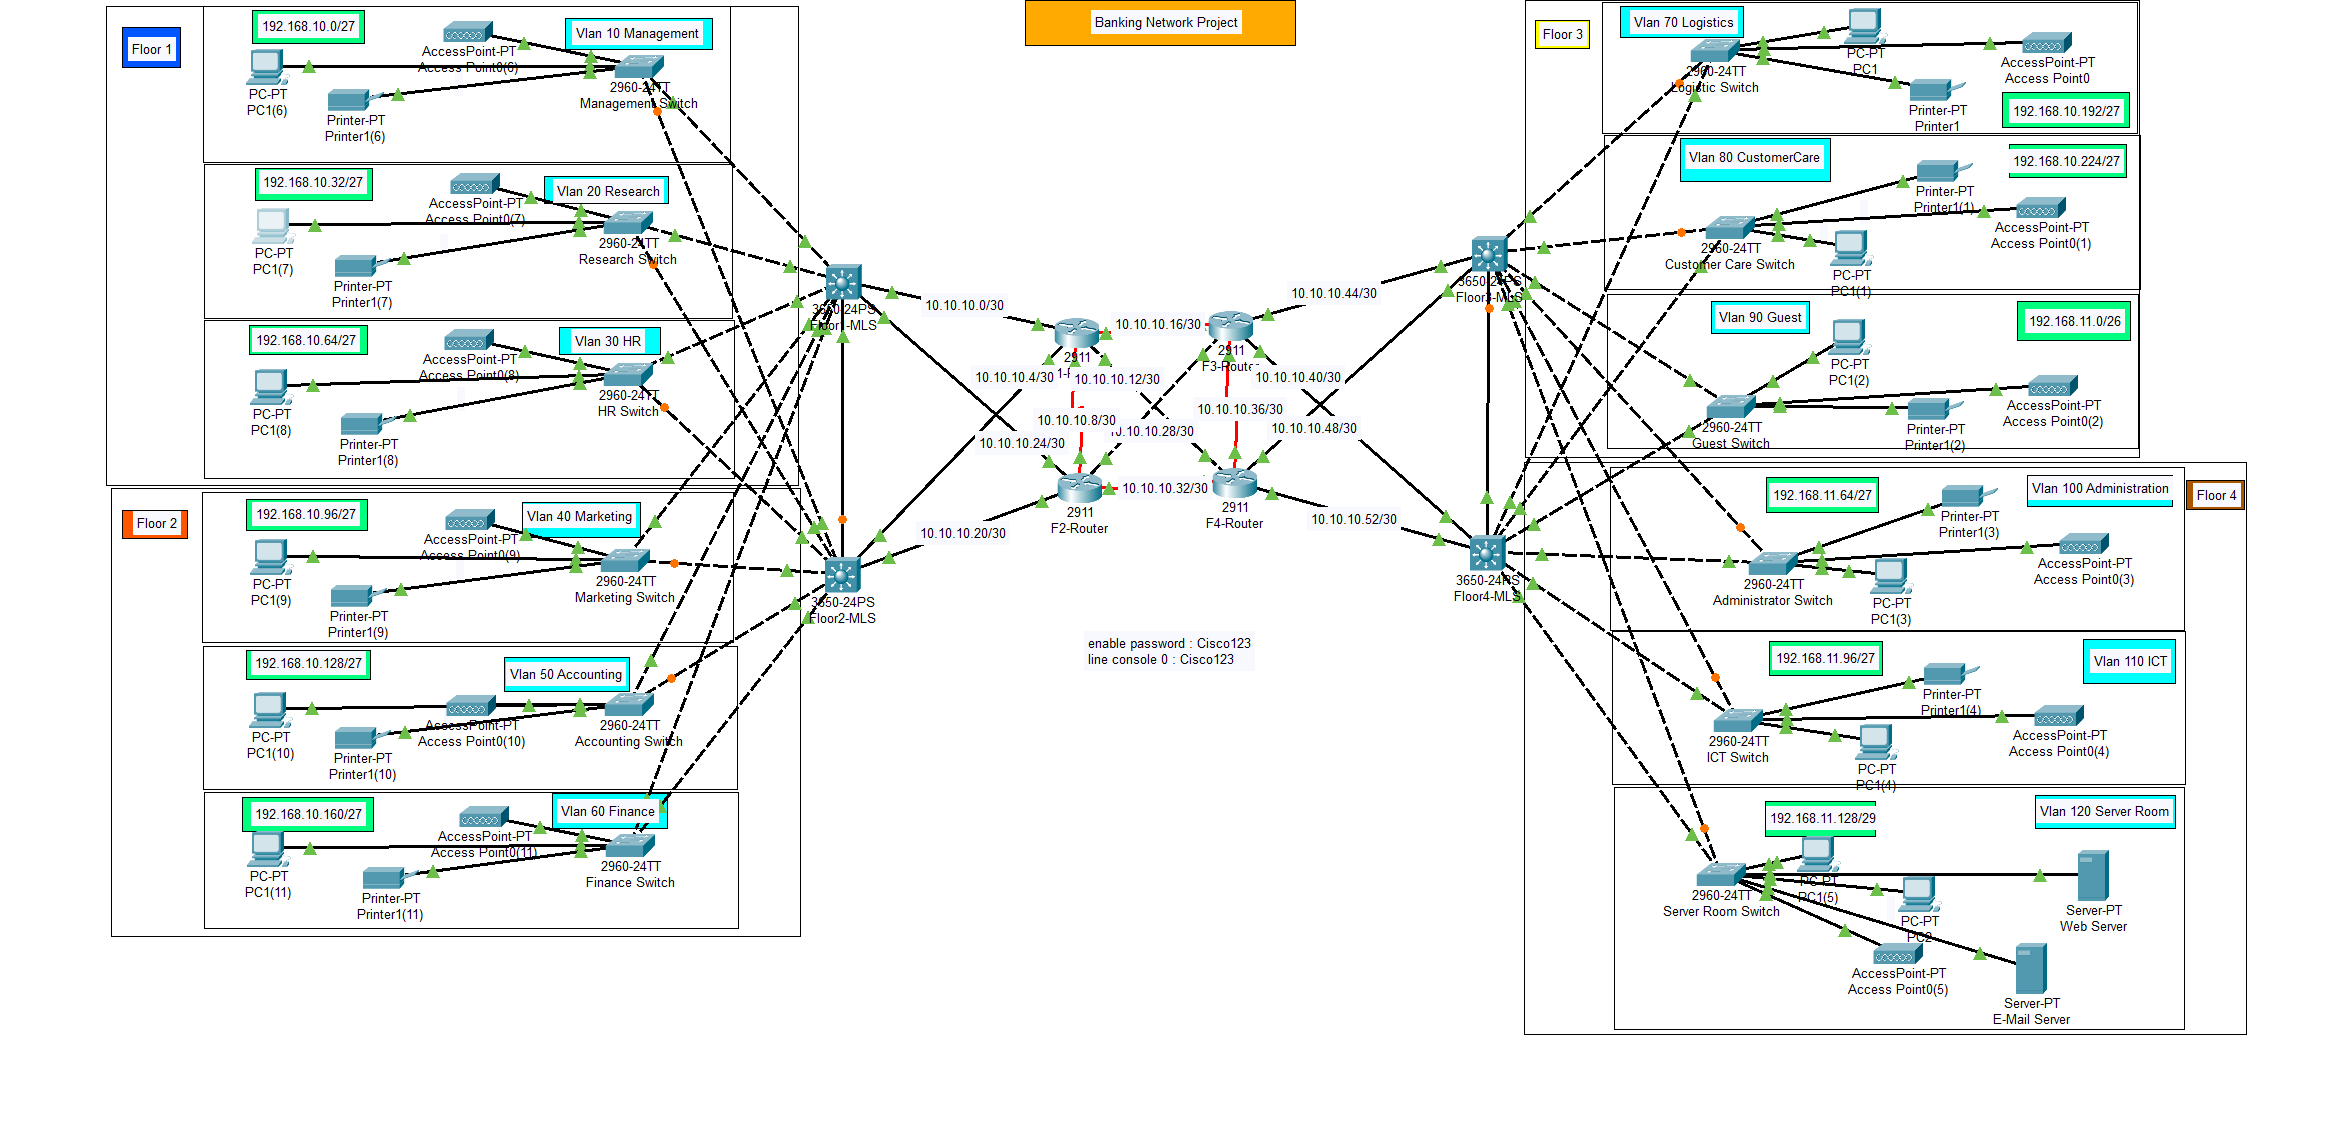 Banking Network Project
Floor 1
192.168.10.0/27
Vlan 10 Management
AccessPoint-PT
Access Point0(6)
PC-PT
PC1(6)
Printer-PT
Printer1(6)
2960-24TT
Management Switch
192.168.10.32/27
Vlan 20 Research
AccessPoint-PT
Access Point0(7)
PC-PT
PC1(7)
Printer-PT
Printer1(7)
2960-24TT
Research Switch
192.168.10.64/27
Vlan 30 HR
AccessPoint-PT
Access Point0(8)
PC-PT
PC1(8)
Printer-PT
Printer1(8)
2960-24TT
HR Switch
Floor 2
192.168.10.96/27
Vlan 40 Marketing
AccessPoint-PT
Access Point0(9)
PC-PT
PC1(9)
Printer-PT
Printer1(9)
2960-24TT
Marketing Switch
192.168.10.128/27
Vlan 50 Accounting
AccessPoint-PT
Access Point0(10)
PC-PT
PC1(10)
Printer-PT
Printer1(10)
2960-24TT
Accounting Switch
192.168.10.160/27
Vlan 60 Finance
AccessPoint-PT
Access Point0(11)
PC-PT
PC1(11)
Printer-PT
Printer1(11)
2960-24TT
Finance Switch
3650-24PS
Floor1-MLS
3650-24PS
Floor2-MLS
10.10.10.0/30
10.10.10.16/30
10.10.10.44/30
2911
2911
F3-Router
10.10.10.4/30
10.10.10.12/30
10.10.10.40/30
10.10.10.8/30
10.10.10.36/30
10.10.10.24/30
10.10.10.28/30
10.10.10.48/30
10.10.10.32/30
2911
F2-Router
2911
F4-Router
10.10.10.20/30
10.10.10.52/30
enable password : Cisco123
line console 0 : Cisco123
3650-24PS
Floor3-MLS
3650-24PS
Floor4-MLS
Floor 3
Vlan 70 Logistics
PC-PT
PC1
AccessPoint-PT
Access Point0
2960-24TT
Logistic Switch
Printer-PT
Printer1
192.168.10.192/27
Vlan 80 CustomerCare
192.168.10.224/27
Printer-PT
Printer1(1)
AccessPoint-PT
Access Point0(1)
2960-24TT
Customer Care Switch
PC-PT
PC1(1)
Vlan 90 Guest
192.168.11.0/26
PC-PT
PC1(2)
AccessPoint-PT
Access Point0(2)
2960-24TT
Guest Switch
Printer-PT
Printer1(2)
Floor 4
192.168.11.64/27
Vlan 100 Administration
Printer-PT
Printer1(3)
AccessPoint-PT
Access Point0(3)
2960-24TT
Administrator Switch
PC-PT
PC1(3)
192.168.11.96/27
Vlan 110 ICT
Printer-PT
Printer1(4)
AccessPoint-PT
Access Point0(4)
2960-24TT
ICT Switch
PC-PT
PC1(4)
192.168.11.128/29
Vlan 120 Server Room
PC-PT
PC1(5)
2960-24TT
Server Room Switch
PC-PT
PC2
Server-PT
Web Server
AccessPoint-PT
Access Point0(5)
Server-PT
E-Mail Server